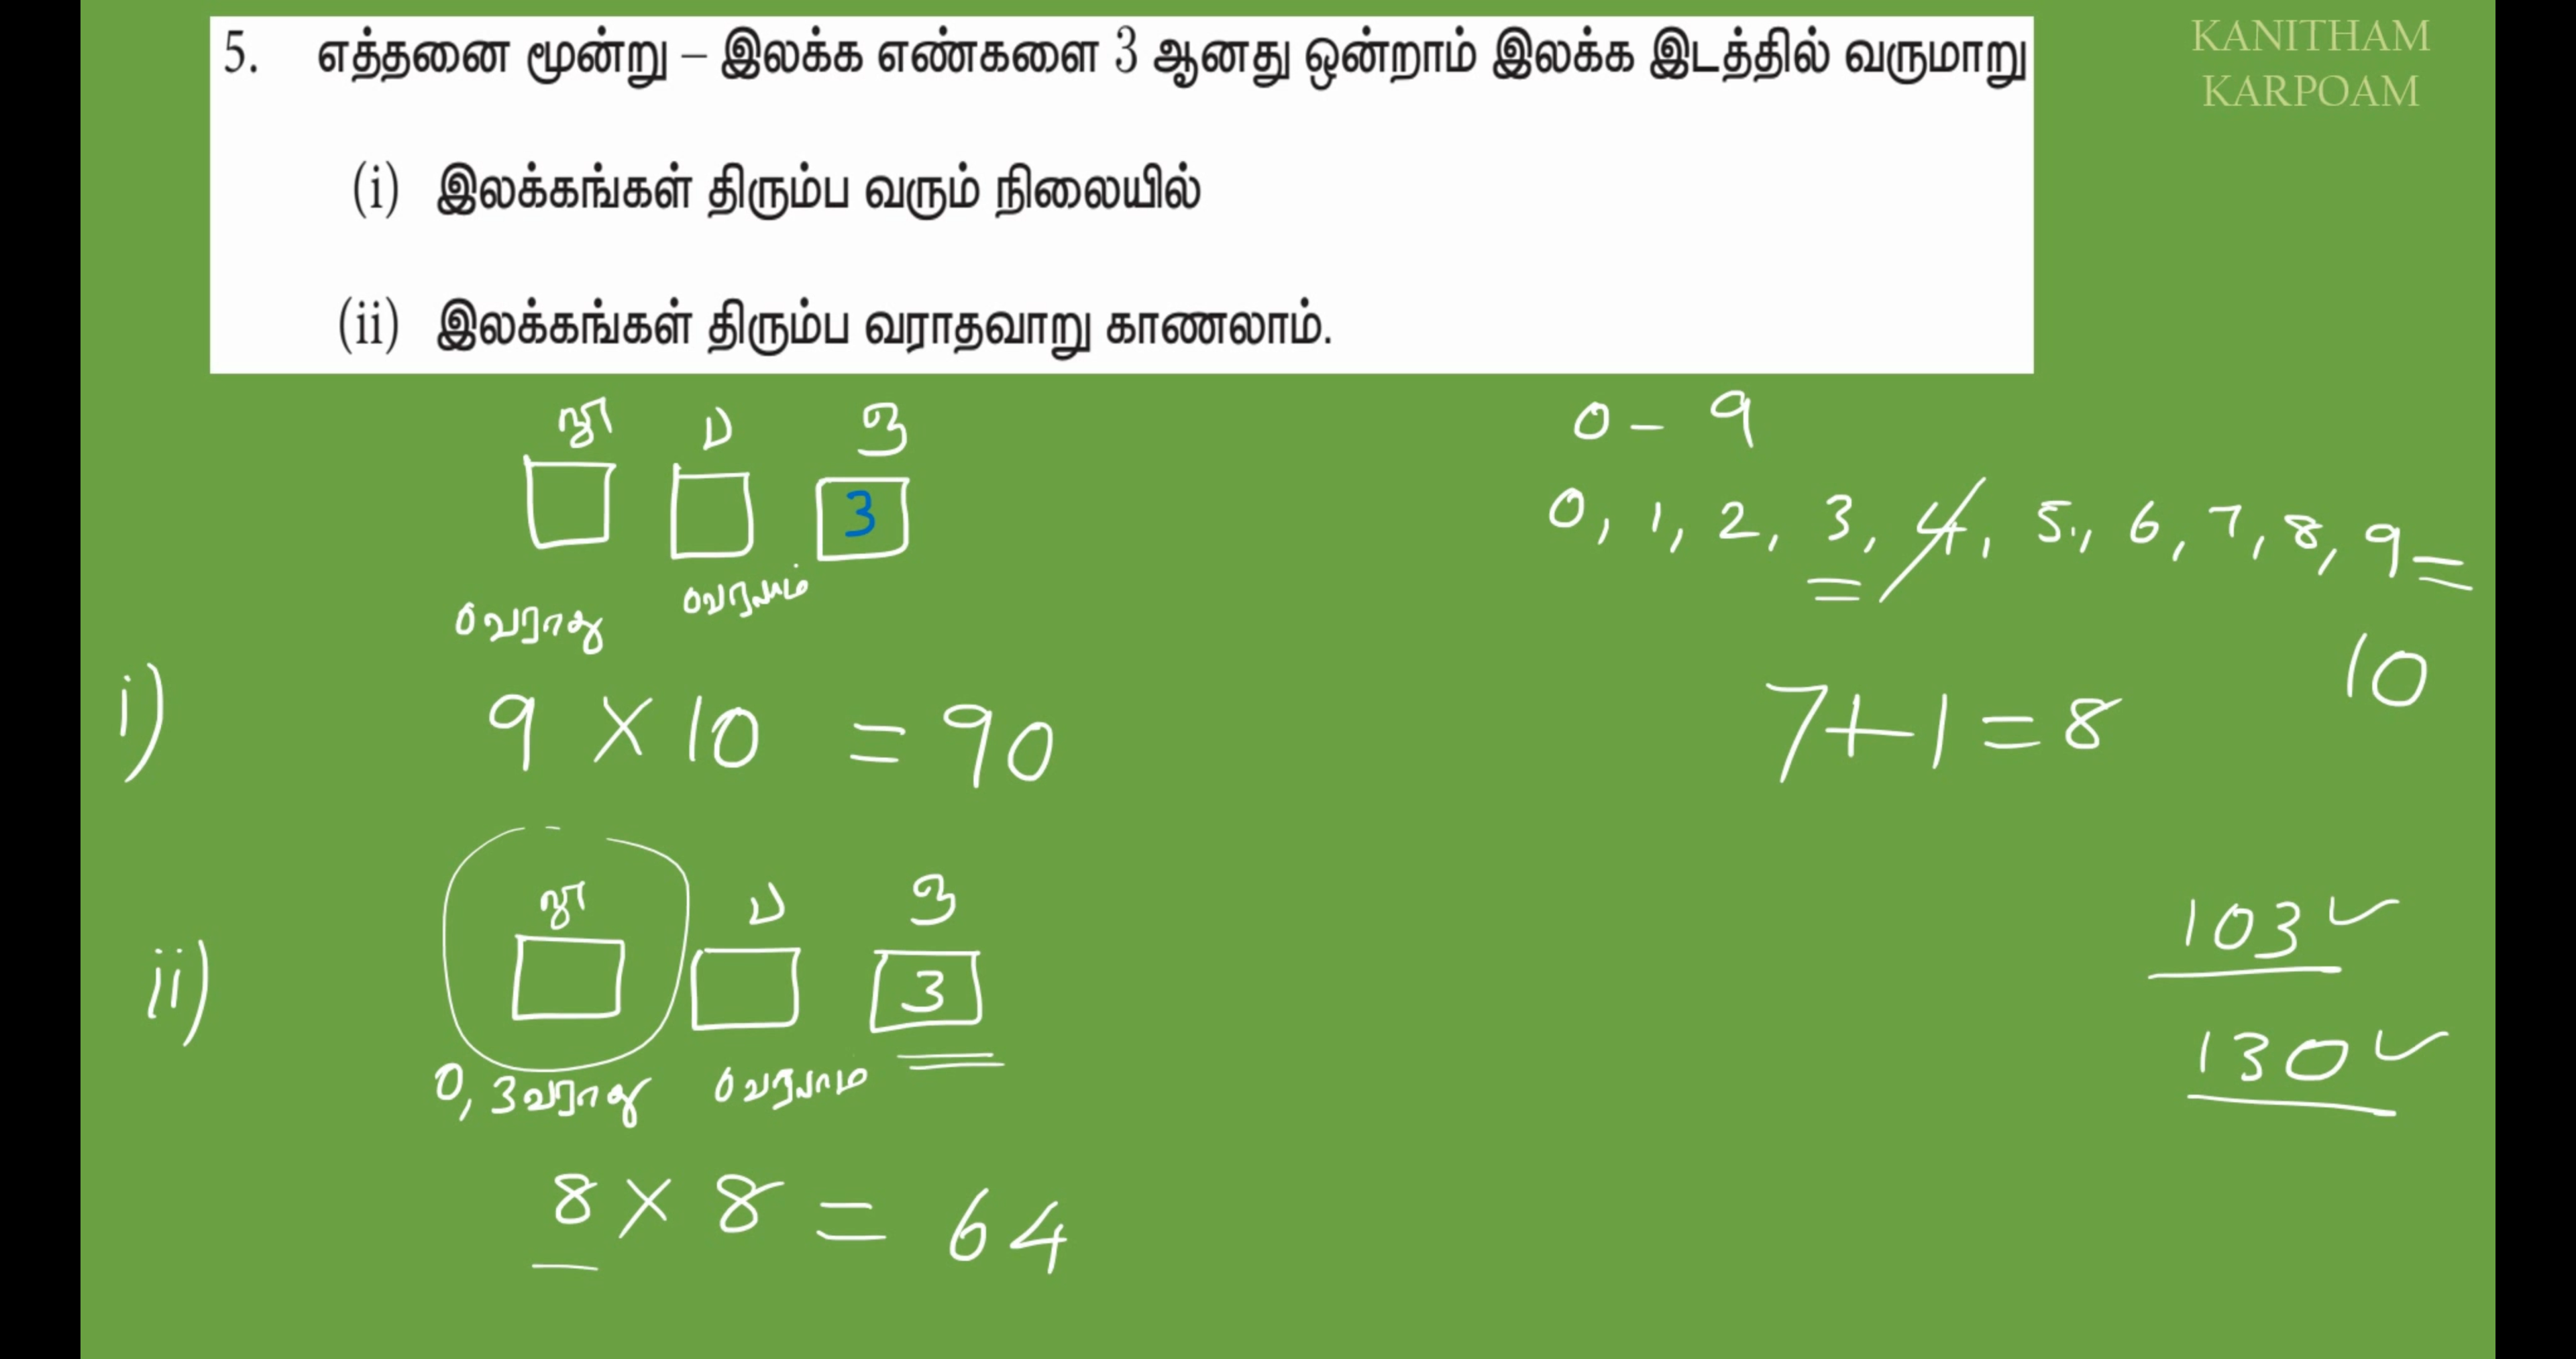 KANITHAM
KARPOAM
5. எத்தனை மூன்று – இலக்க எண்களை 3 ஆனது ஒன்றாம் இலக்க இடத்தில் வருமாறு
(i) இலக்கங்கள் திரும்ப வரும் நிலையில்
(ii) இலக்கங்கள் திரும்ப வராதவாறு காணலாம்.
நூ ப ஒ
3
0 வராது 0 வரலாம்
0 - 9
0, 1, 2, 3, 4, 5, 6, 7, 8, 9 =
10
i) 9 × 10 = 90
7 + 1 = 8
ii) நூ ப ஒ
3
0, 3 வராது 0 வரலாம்
8 × 8 = 64
103 ✓
130 ✓